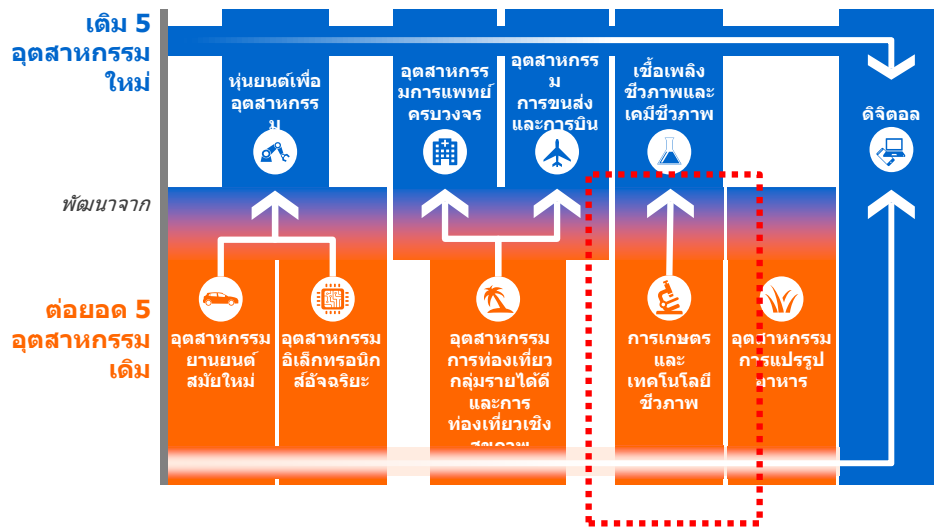 เติม 5
อุตสาหกรรม
ใหม่
หุ่นยนต์เพื่อ
อุตสาหกรร
ม
อุตสาหกรร
มการแพทย์
ครบวงจร
อุตสาหกรร
ม
การขนส่ง
และการบิน
เชื้อเพลิง
ชีวภาพและ
เคมีชีวภาพ
ดิจิตอล
พัฒนาจาก
ต่อยอด 5
อุตสาหกรรม
เดิม
อุตสาหกรรม
ยานยนต์
สมัยใหม่
อุตสาหกรรม
อิเล็กทรอนิก
ส์อัจฉริยะ
อุตสาหกรรม
การท่องเที่ยว
กลุ่มรายได้ดี
และการ
ท่องเที่ยวเชิง
สุขภาพ
การเกษตร
และ
เทคโนโลยี
ชีวภาพ
อุตสาหกรรม
การแปรรูป
อาหาร